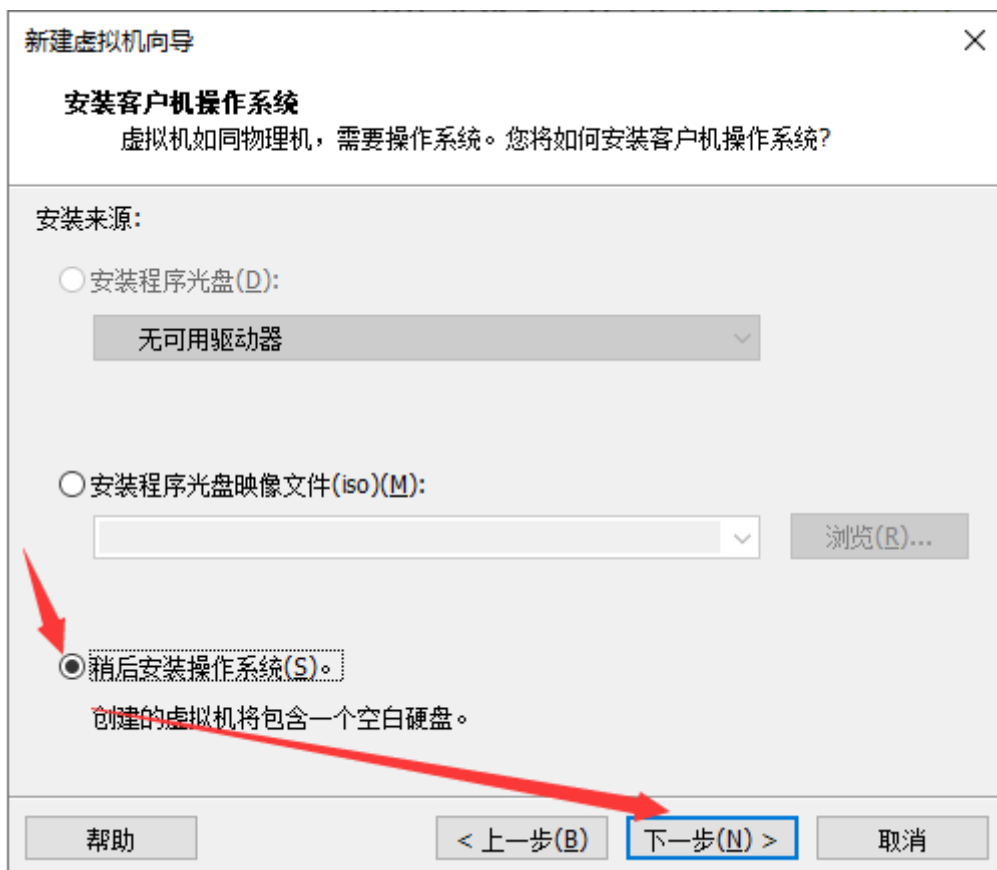 新建虚拟机向导
安装客户机操作系统
虚拟机如同物理机，需要操作系统。您将如何安装客户机操作系统?
安装来源:
安装程序光盘(D):
无可用驱动器
安装程序光盘映像文件(iso)(M):
浏览(R)...
稍后安装操作系统(S)。
创建的虚拟机将包含一个空白硬盘。
帮助 < 上一步(B) 下一步(N) > 取消